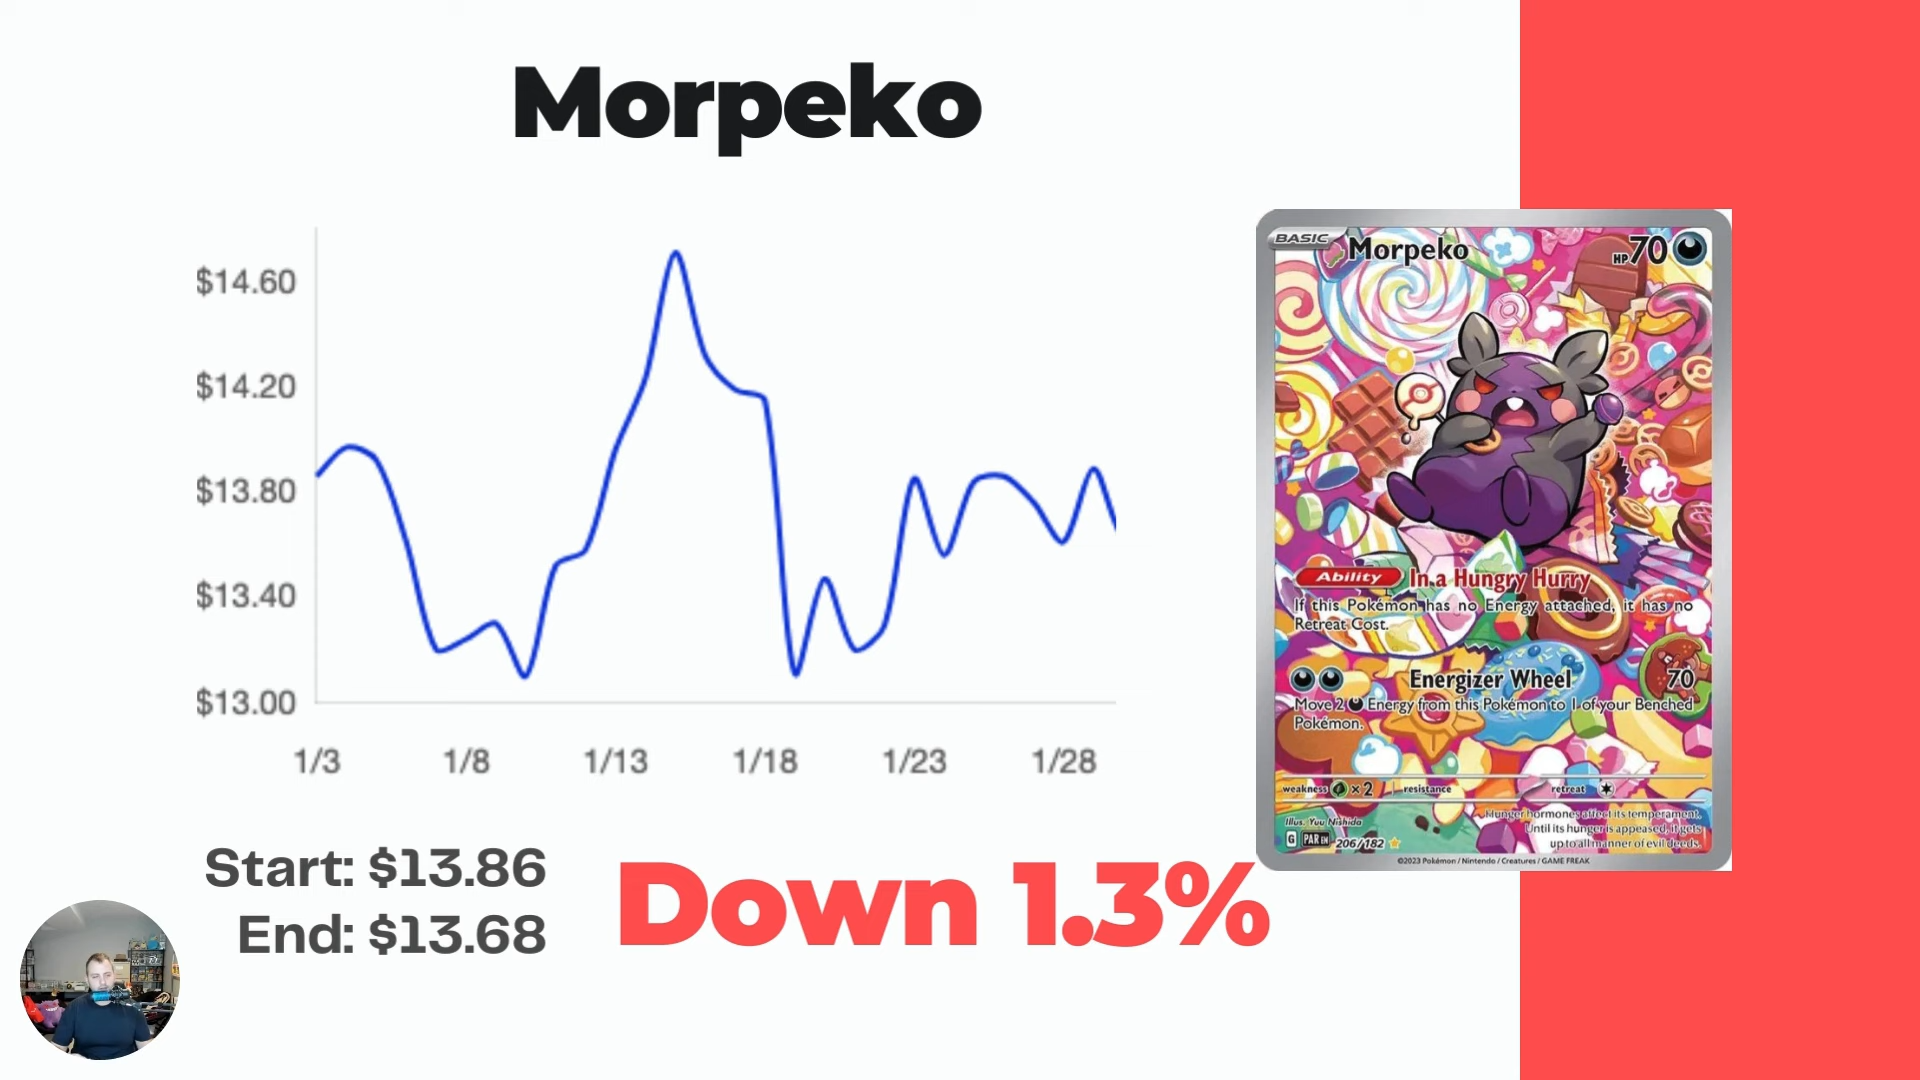 Morpeko
$14.60
$14.20
$13.80
$13.40
$13.00
1/3 1/8 1/13 1/18 1/23 1/28
Start: $13.86
End: $13.68
Down 1.3%
BASIC Morpeko HP 70
Ability In a Hungry Hurry
If this Pokémon has no Energy attached, it has no
Retreat Cost.
Energizer Wheel 70
Move 2 Energy from this Pokémon to 1 of your Benched
Pokémon.
weakness ×2 resistance retreat
Illus. Yuu Nishida
Hunger hormones affect its temperament.
Until its hunger is appeased, it gets
up to all manner of evil deeds.
G PAR EN 206/182
©2023 Pokémon / Nintendo / Creatures / GAME FREAK